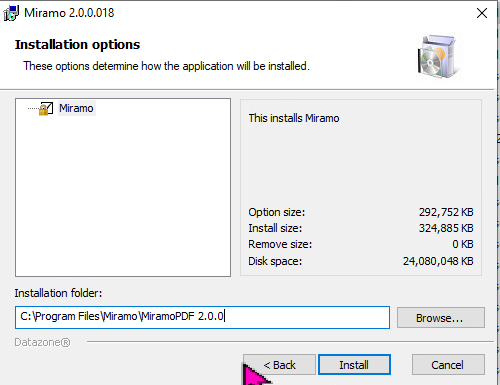 Miramo 2.0.0.018
Installation options
These options determine how the application will be installed.
Miramo
This installs Miramo
Option size: 292,752 KB
Install size: 324,885 KB
Remove size: 0 KB
Disk space: 24,080,048 KB
Installation folder:
C:\Program Files\Miramo\MiramoPDF 2.0.0
Browse...
Datazone®
< Back Install Cancel